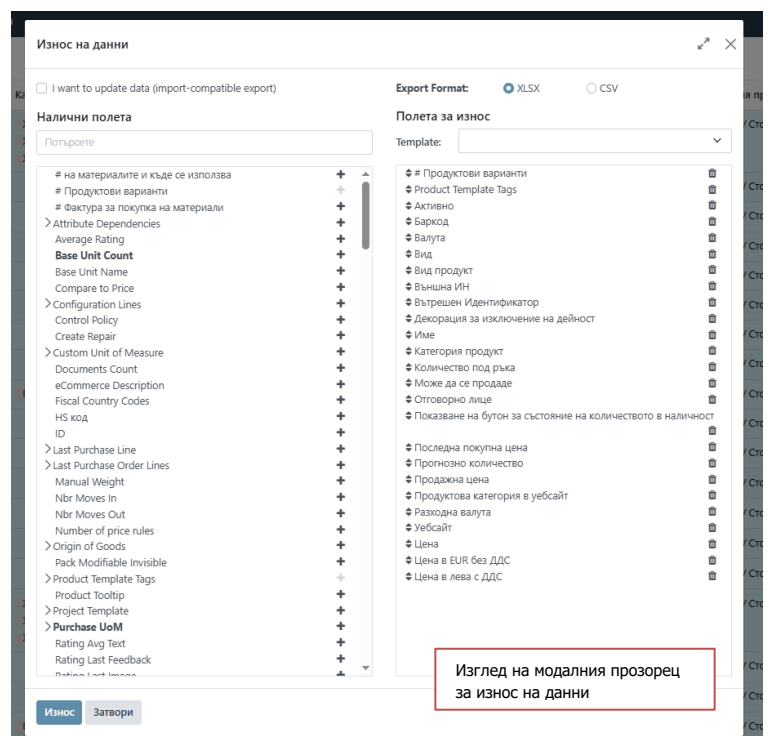 Износ на данни
I want to update data (import-compatible export)
Export Format:
XLSX
CSV
Налични полета
Потърсете
# на материалите и къде се използва
# Продуктови варианти
# Фактура за покупка на материали
Attribute Dependencies
Average Rating
Base Unit Count
Base Unit Name
Compare to Price
Configuration Lines
Control Policy
Create Repair
Custom Unit of Measure
Documents Count
eCommerce Description
Fiscal Country Codes
HS код
ID
Last Purchase Line
Last Purchase Order Lines
Manual Weight
Nbr Moves In
Nbr Moves Out
Number of price rules
Origin of Goods
Pack Modifiable Invisible
Product Template Tags
Product Tooltip
Project Template
Purchase UoM
Rating Avg Text
Rating Last Feedback
Rating Last Image
Полета за износ
Template:
# Продуктови варианти
Product Template Tags
Активно
Баркод
Валута
Вид
Вид продукт
Външна ИН
Вътрешен Идентификатор
Декорация за изключение на дейност
Име
Категория продукт
Количество под ръка
Може да се продаде
Отговорно лице
Показване на бутон за състояние на количеството в наличност
Последна покупна цена
Прогнозно количество
Продажна цена
Продуктова категория в уебсайт
Разходна валута
Уебсайт
Цена
Цена в EUR без ДДС
Цена в лева с ДДС
Изглед на модалния прозорец
за износ на данни
Износ
Затвори